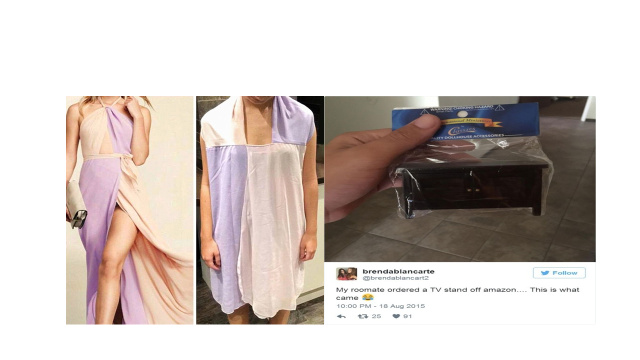 brendablancarte
Follow
@brendablancart2
My roomate ordered a TV stand off amazon.... This is what
came 😂
10:00 PM - 18 Aug 2015
25
91